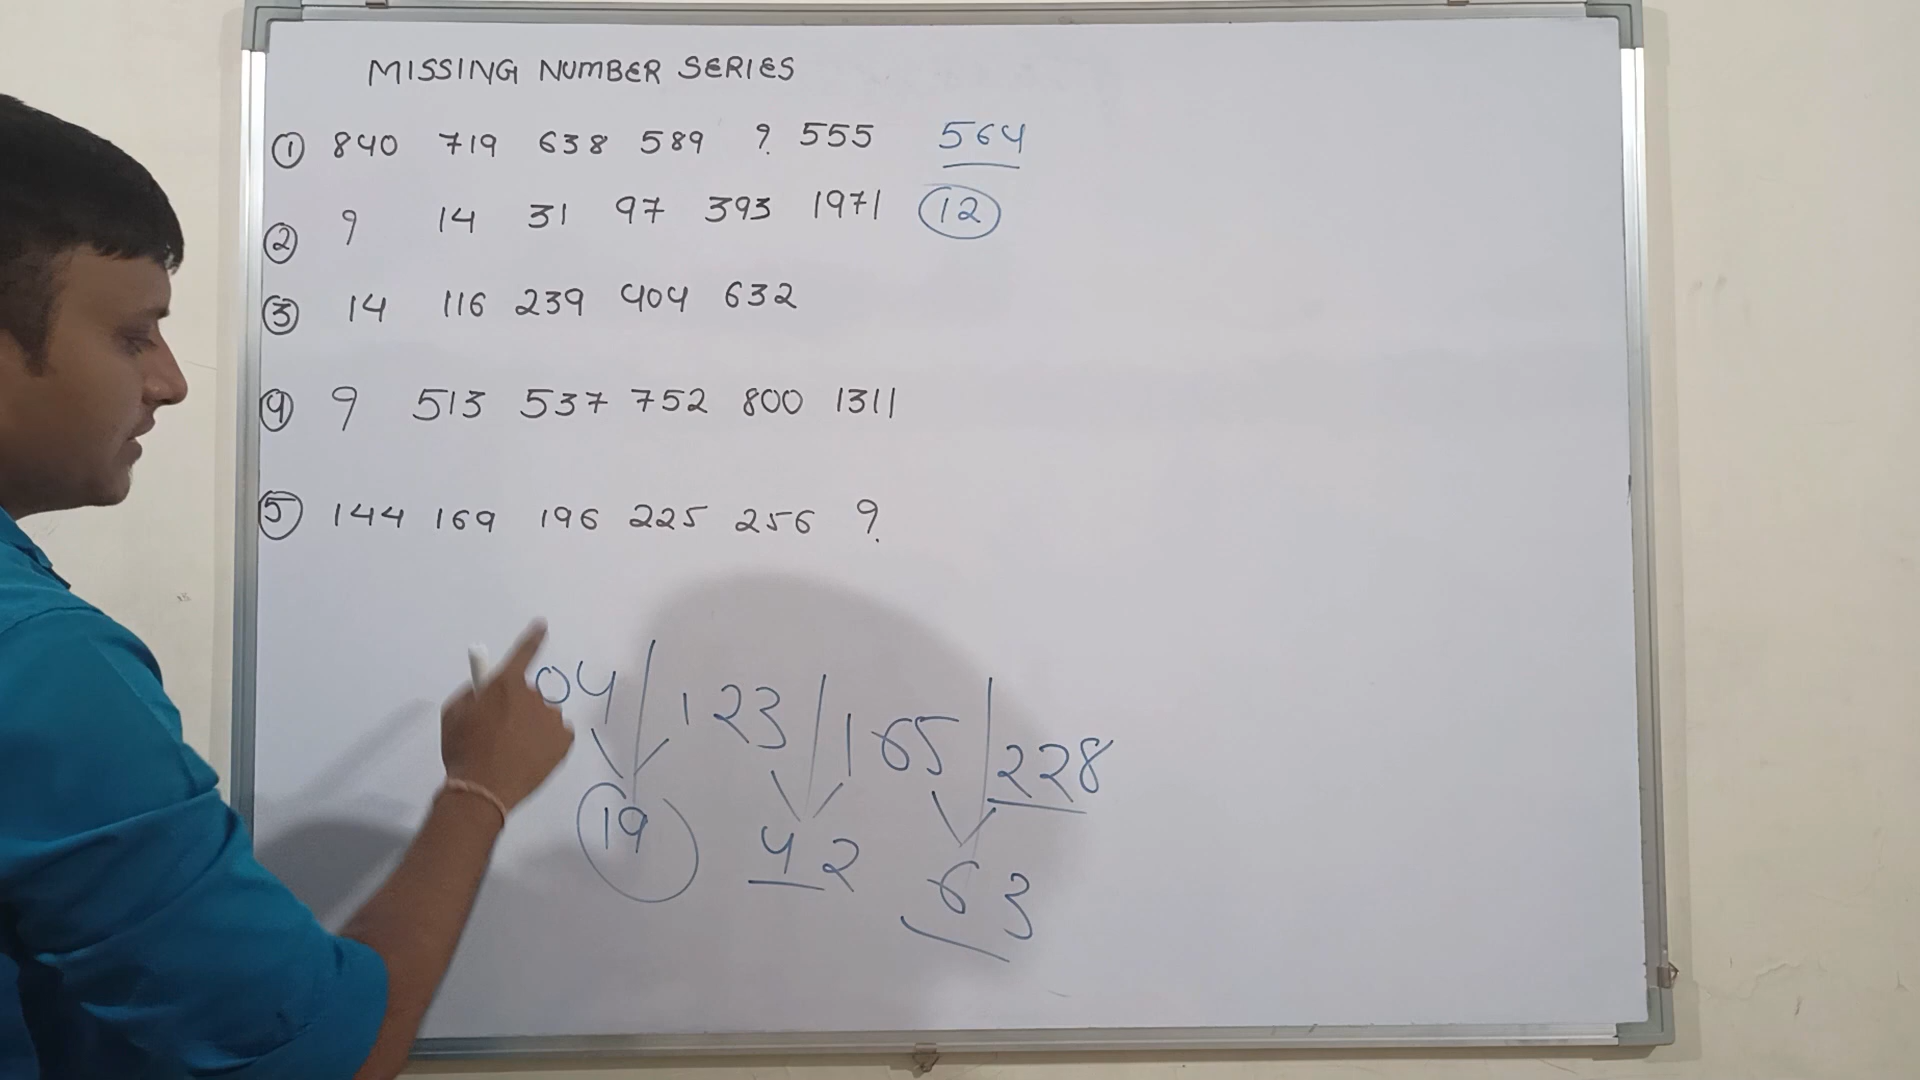 MISSING NUMBER SERIES
① 840 719 638 589 ? 555 564
② ? 14 31 97 393 1971 12
③ 14 116 239 404 632
④ ? 513 537 752 800 1311
⑤ 144 169 196 225 256 ?
04 / 123 / 165 / 228
19 42 63